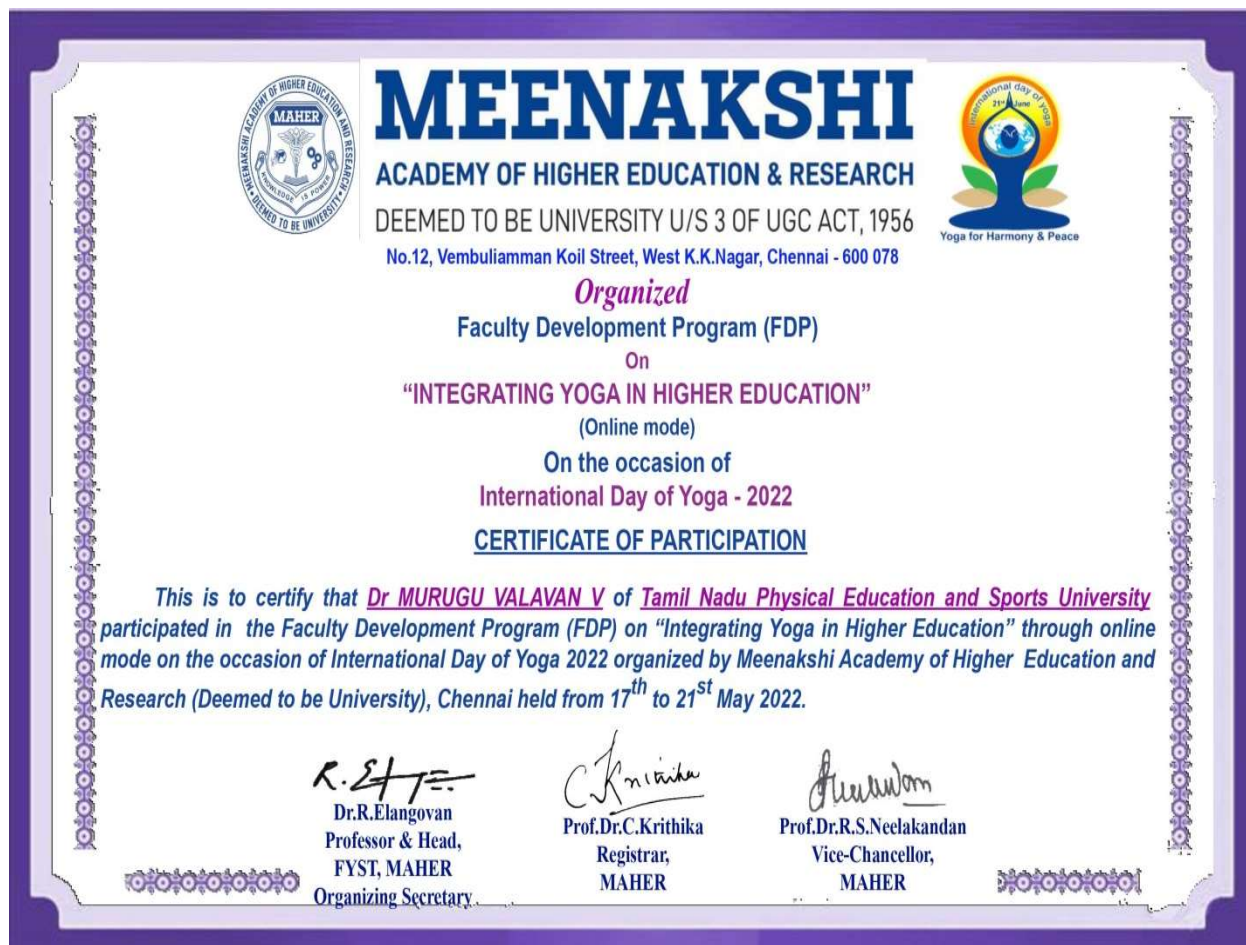 MEENAKSHI ACADEMY OF HIGHER EDUCATION AND RESEARCH
MAHER
KNOWLEDGE IS POWER
DEEMED TO BE UNIVERSITY
MEENAKSHI
ACADEMY OF HIGHER EDUCATION & RESEARCH
DEEMED TO BE UNIVERSITY U/S 3 OF UGC ACT, 1956
No.12, Vembuliamman Koil Street, West K.K.Nagar, Chennai - 600 078
international day of yoga
21st June
Yoga for Harmony & Peace
Organized
Faculty Development Program (FDP)
On
“INTEGRATING YOGA IN HIGHER EDUCATION”
(Online mode)
On the occasion of
International Day of Yoga - 2022
CERTIFICATE OF PARTICIPATION
This is to certify that Dr MURUGU VALAVAN V of Tamil Nadu Physical Education and Sports University
participated in the Faculty Development Program (FDP) on “Integrating Yoga in Higher Education” through online
mode on the occasion of International Day of Yoga 2022 organized by Meenakshi Academy of Higher Education and
Research (Deemed to be University), Chennai held from 17th to 21st May 2022.
C Krithika
Dr.R.Elangovan
Professor & Head,
FYST, MAHER
Organizing Secretary
Prof.Dr.C.Krithika
Registrar,
MAHER
Prof.Dr.R.S.Neelakandan
Vice-Chancellor,
MAHER